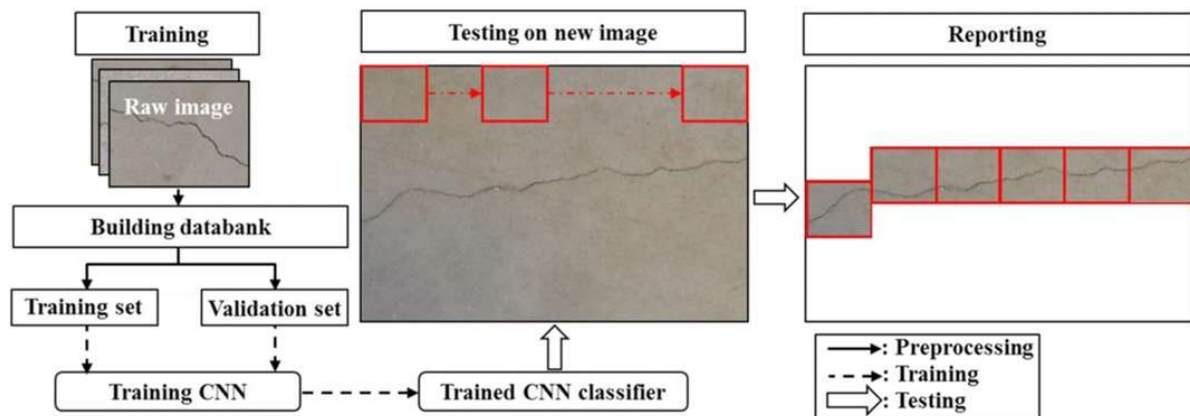 Training
Raw image
Building databank
Training set
Validation set
Training CNN
Testing on new image
Trained CNN classifier
Reporting
: Preprocessing
: Training
: Testing